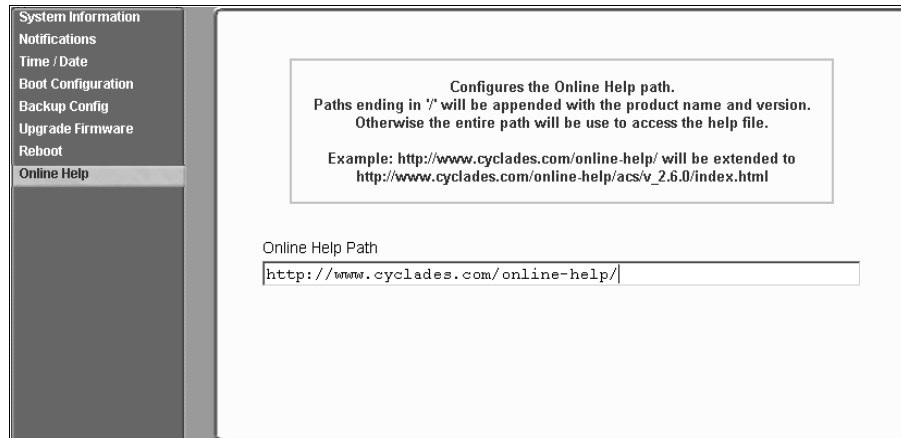 System Information
Notifications
Time / Date
Boot Configuration
Backup Config
Upgrade Firmware
Reboot
Online Help
Configures the Online Help path.
Paths ending in '/' will be appended with the product name and version.
Otherwise the entire path will be use to access the help file.
Example: http://www.cyclades.com/online-help/ will be extended to
http://www.cyclades.com/online-help/acs/v_2.6.0/index.html
Online Help Path
http://www.cyclades.com/online-help/